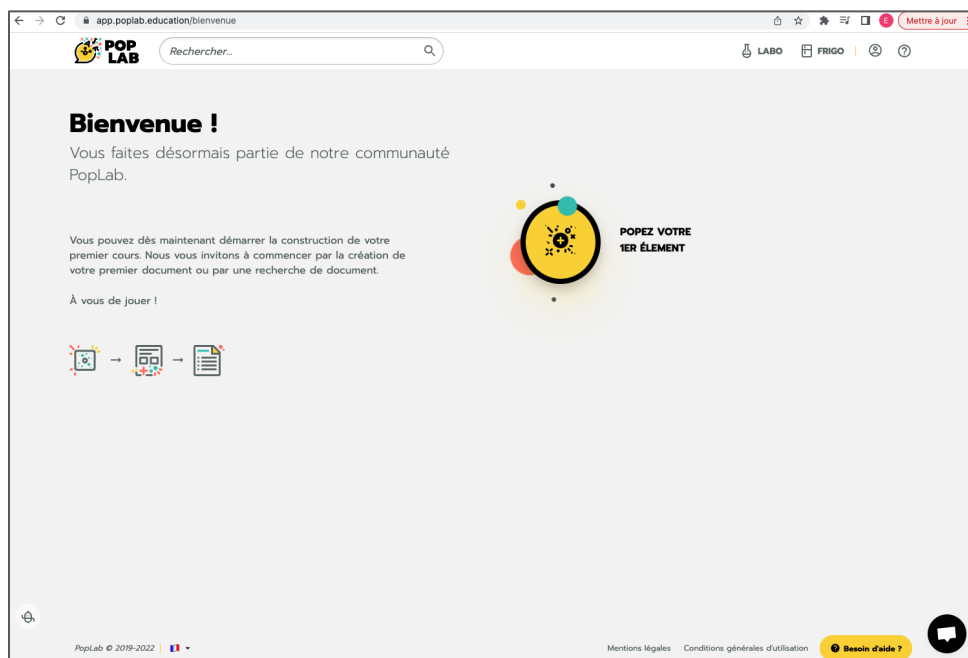 app.poplab.education/bienvenue
E
Mettre à jour
POP
LAB
Rechercher...
LABO
FRIGO
Bienvenue !
Vous faites désormais partie de notre communauté
PopLab.
POPEZ VOTRE
1ER ÉLEMENT
Vous pouvez dès maintenant démarrer la construction de votre
premier cours. Nous vous invitons à commencer par la création de
votre premier document ou par une recherche de document.
À vous de jouer !
PopLab © 2019-2022
Mentions légales
Conditions générales d'utilisation
Besoin d'aide ?